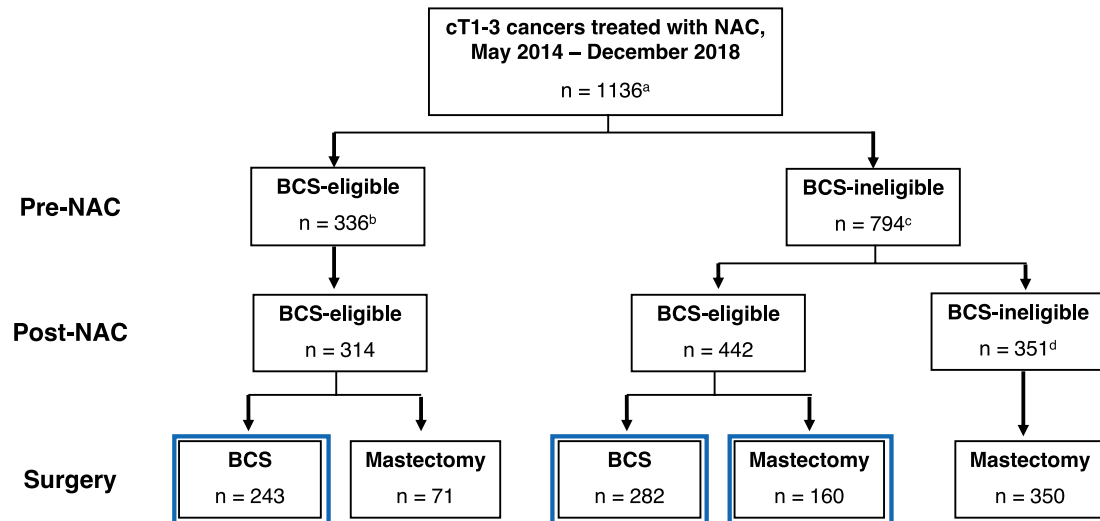 cT1-3 cancers treated with NAC,
May 2014 – December 2018
n = 1136ᵃ
Pre-NAC
BCS-eligible
n = 336ᵇ
BCS-ineligible
n = 794ᶜ
Post-NAC
BCS-eligible
n = 314
BCS-eligible
n = 442
BCS-ineligible
n = 351ᵈ
Surgery
BCS
n = 243
Mastectomy
n = 71
BCS
n = 282
Mastectomy
n = 160
Mastectomy
n = 350